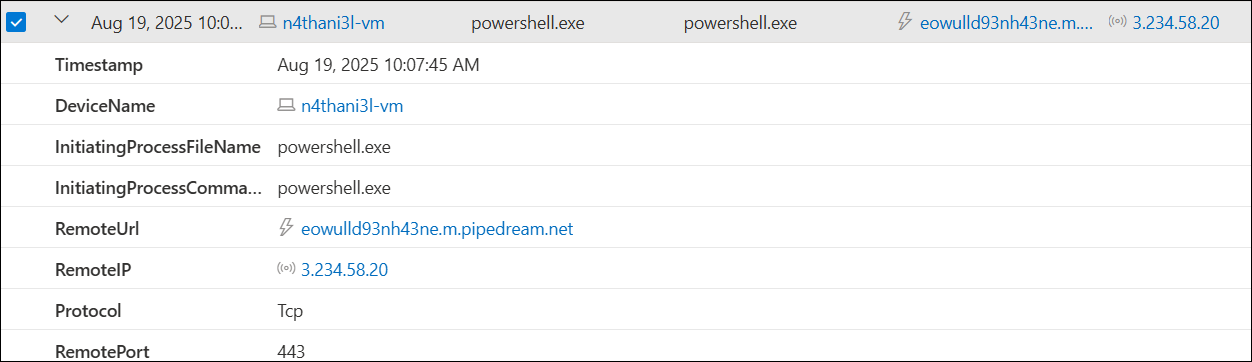 Aug 19, 2025 10:0... n4thani3l-vm powershell.exe powershell.exe eowulld93nh43ne.m.... 3.234.58.20
Timestamp Aug 19, 2025 10:07:45 AM
DeviceName n4thani3l-vm
InitiatingProcessFileName powershell.exe
InitiatingProcessComma... powershell.exe
RemoteUrl eowulld93nh43ne.m.pipedream.net
RemoteIP 3.234.58.20
Protocol Tcp
RemotePort 443